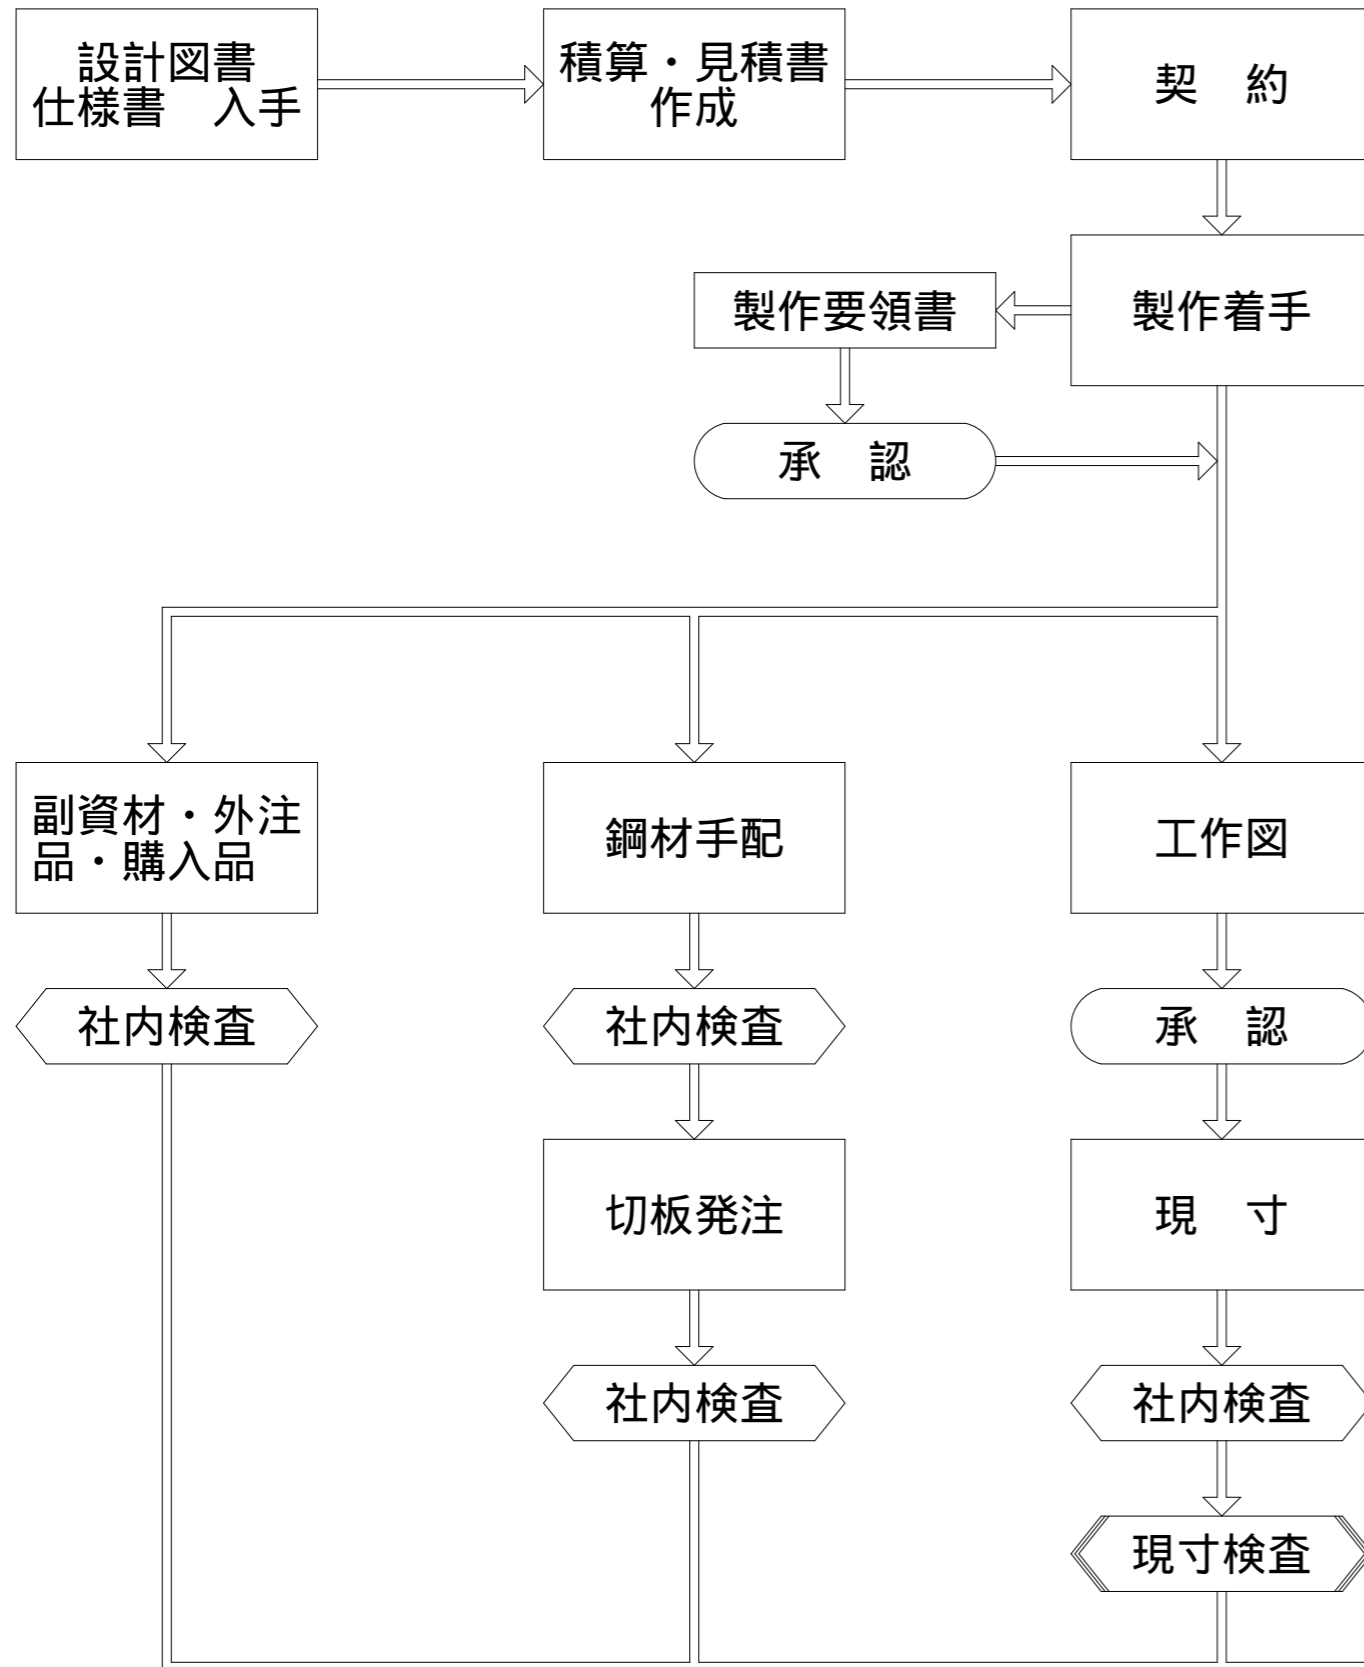 設計図書
仕様書　入手
積算・見積書
作成
契　約
製作要領書
製作着手
承　認
副資材・外注
品・購入品
鋼材手配
工作図
社内検査
社内検査
承　認
切板発注
現　寸
社内検査
社内検査
現寸検査